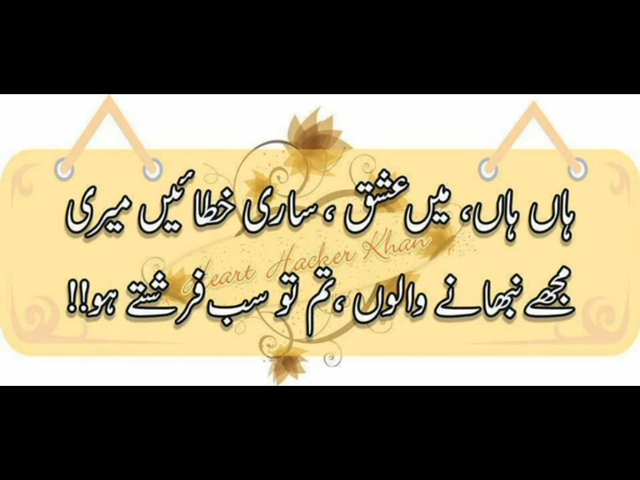 ہاں ہاں، میں عشق ، ساری خطائیں میری
Heart Hacker Khan
مجھے نبھانے والوں ، تم تو سب فرشتے ہو!!